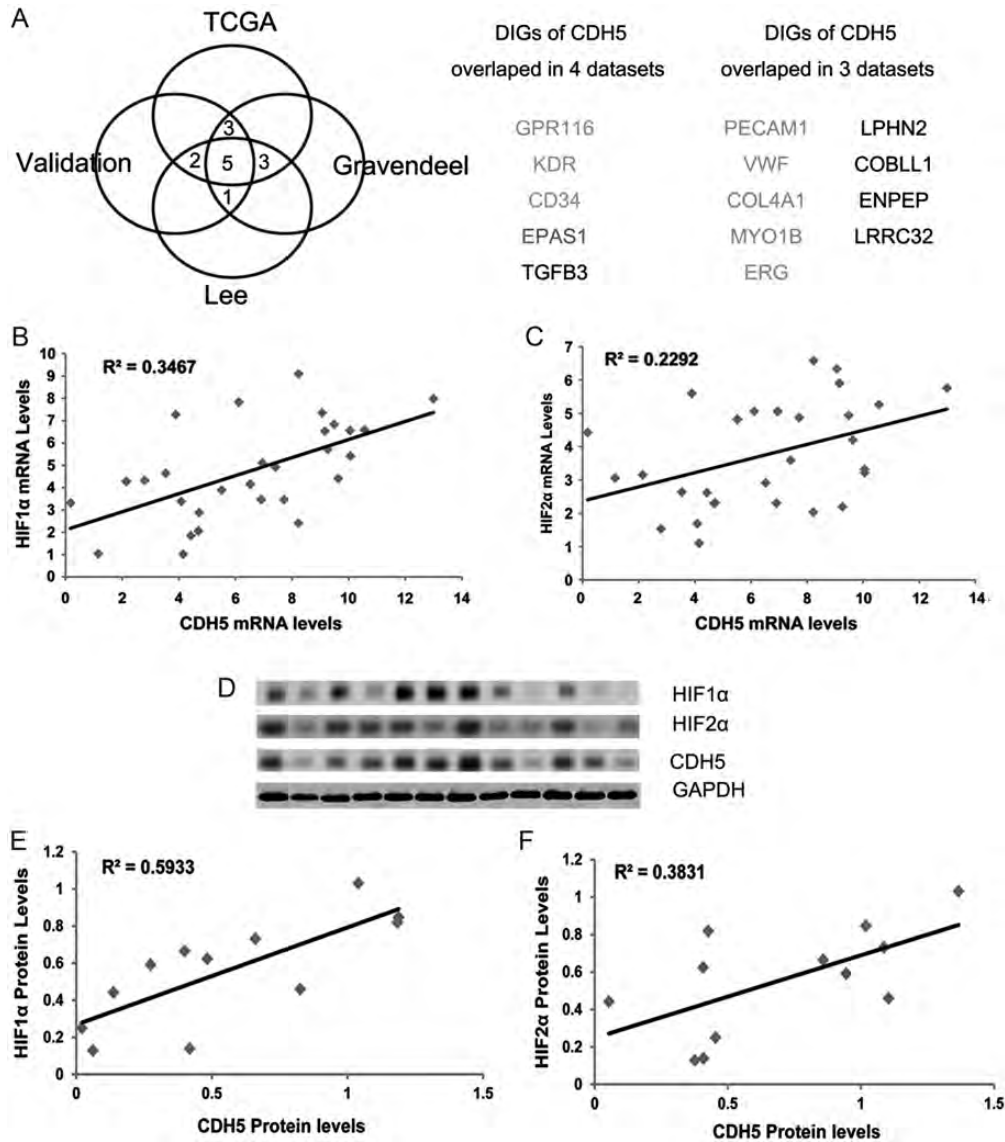 A
TCGA
Validation
Gravendeel
Lee
3
2
5
3
1
DIGs of CDH5
overlaped in 4 datasets
GPR116
KDR
CD34
EPAS1
TGFB3
DIGs of CDH5
overlaped in 3 datasets
PECAM1
VWF
COL4A1
MYO1B
ERG
LPHN2
COBLL1
ENPEP
LRRC32
B
R² = 0.3467
HIF1α mRNA Levels
10
9
8
7
6
5
4
3
2
1
0
0 2 4 6 8 10 12 14
CDH5 mRNA levels
C
R² = 0.2292
HIF2α mRNA Levels
7
6
5
4
3
2
1
0
0 2 4 6 8 10 12 14
CDH5 mRNA levels
D
HIF1α
HIF2α
CDH5
GAPDH
E
R² = 0.5933
HIF1α Protein Levels
1.2
1
0.8
0.6
0.4
0.2
0
0 0.5 1 1.5
CDH5 Protein levels
F
R² = 0.3831
HIF2α Protein Levels
1.2
1
0.8
0.6
0.4
0.2
0
0 0.5 1 1.5
CDH5 Protein levels